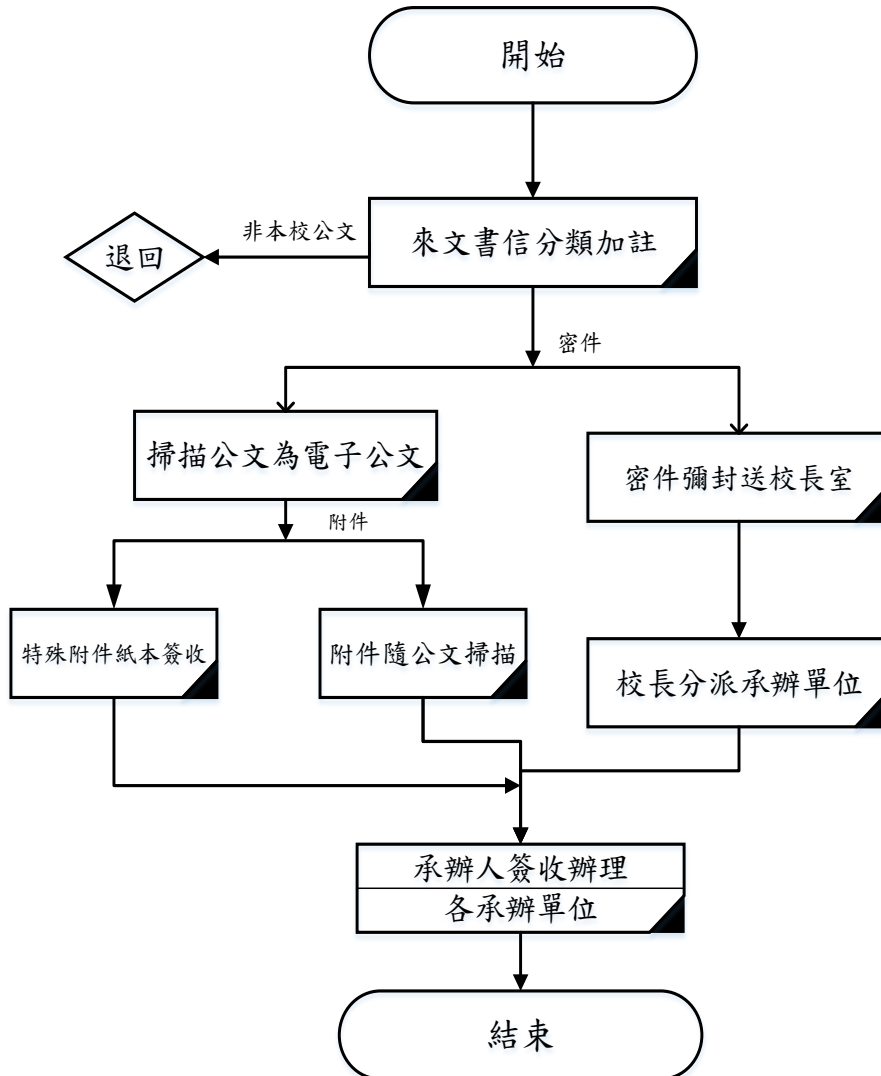 開始
來文書信分類加註
非本校公文
退回
密件
掃描公文為電子公文
密件彌封送校長室
附件
特殊附件紙本簽收
附件隨公文掃描
校長分派承辦單位
承辦人簽收辦理
各承辦單位
結束